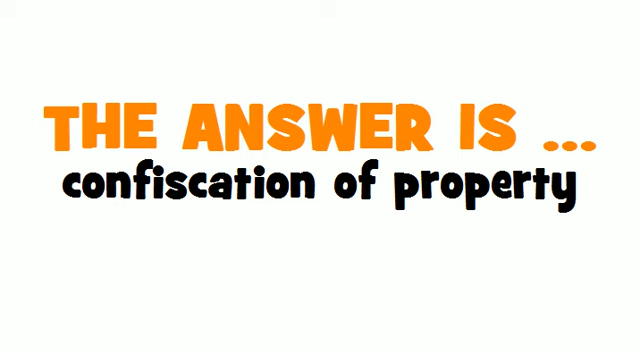 THE ANSWER IS ...
confiscation of property